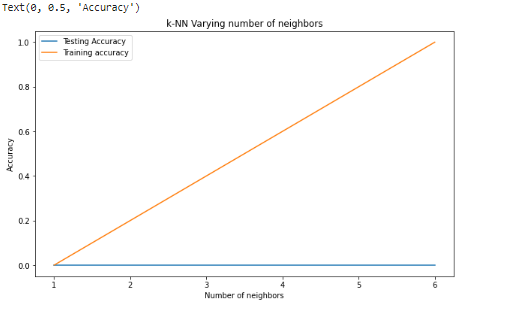 Text(0, 0.5, 'Accuracy')
k-NN Varying number of neighbors
Testing Accuracy
Training accuracy
1.0
0.8
0.6
0.4
0.2
0.0
Accuracy
1 2 3 4 5 6
Number of neighbors